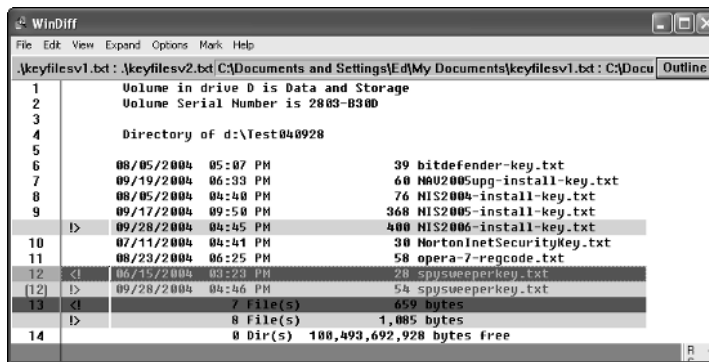 WinDiff
File Edit View Expand Options Mark Help
.\keyfilesv1.txt : .\keyfilesv2.txt C:\Documents and Settings\Ed\My Documents\keyfilesv1.txt : C:\Docu Outline
1 Volume in drive D is Data and Storage
2 Volume Serial Number is 2803-B30D
3
4 Directory of d:\Test040928
5
6 08/05/2004 05:07 PM 39 bitdefender-key.txt
7 09/19/2004 06:33 PM 60 NAV2005upg-install-key.txt
8 08/05/2004 04:40 PM 76 NIS2004-install-key.txt
9 09/17/2004 09:50 PM 368 NIS2005-install-key.txt
!> 09/28/2004 04:45 PM 400 NIS2006-install-key.txt
10 07/11/2004 04:41 PM 30 NortonInetSecurityKey.txt
11 08/23/2004 06:25 PM 58 opera-7-regcode.txt
12 <! 06/15/2004 03:23 PM 28 spysweeperkey.txt
(12) !> 09/28/2004 04:46 PM 54 spysweeperkey.txt
13 <! 7 File(s) 659 bytes
!> 8 File(s) 1,085 bytes
14 0 Dir(s) 100,493,692,928 bytes free